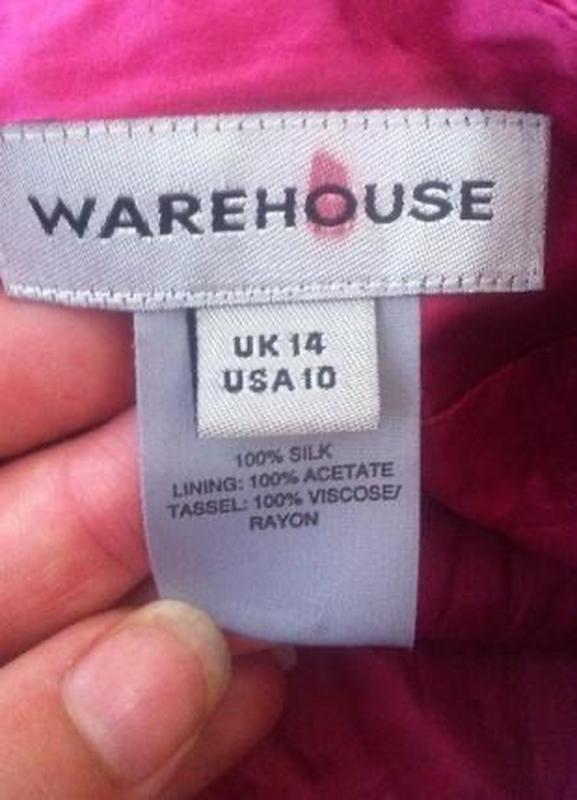 WAREHOUSE
UK 14
USA 10
100% SILK
LINING: 100% ACETATE
TASSEL: 100% VISCOSE/
RAYON